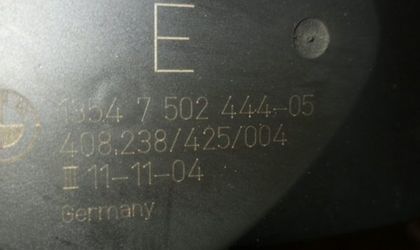 E
1354 7 502 444-05
408.238/425/004
II 11-11-04
Germany